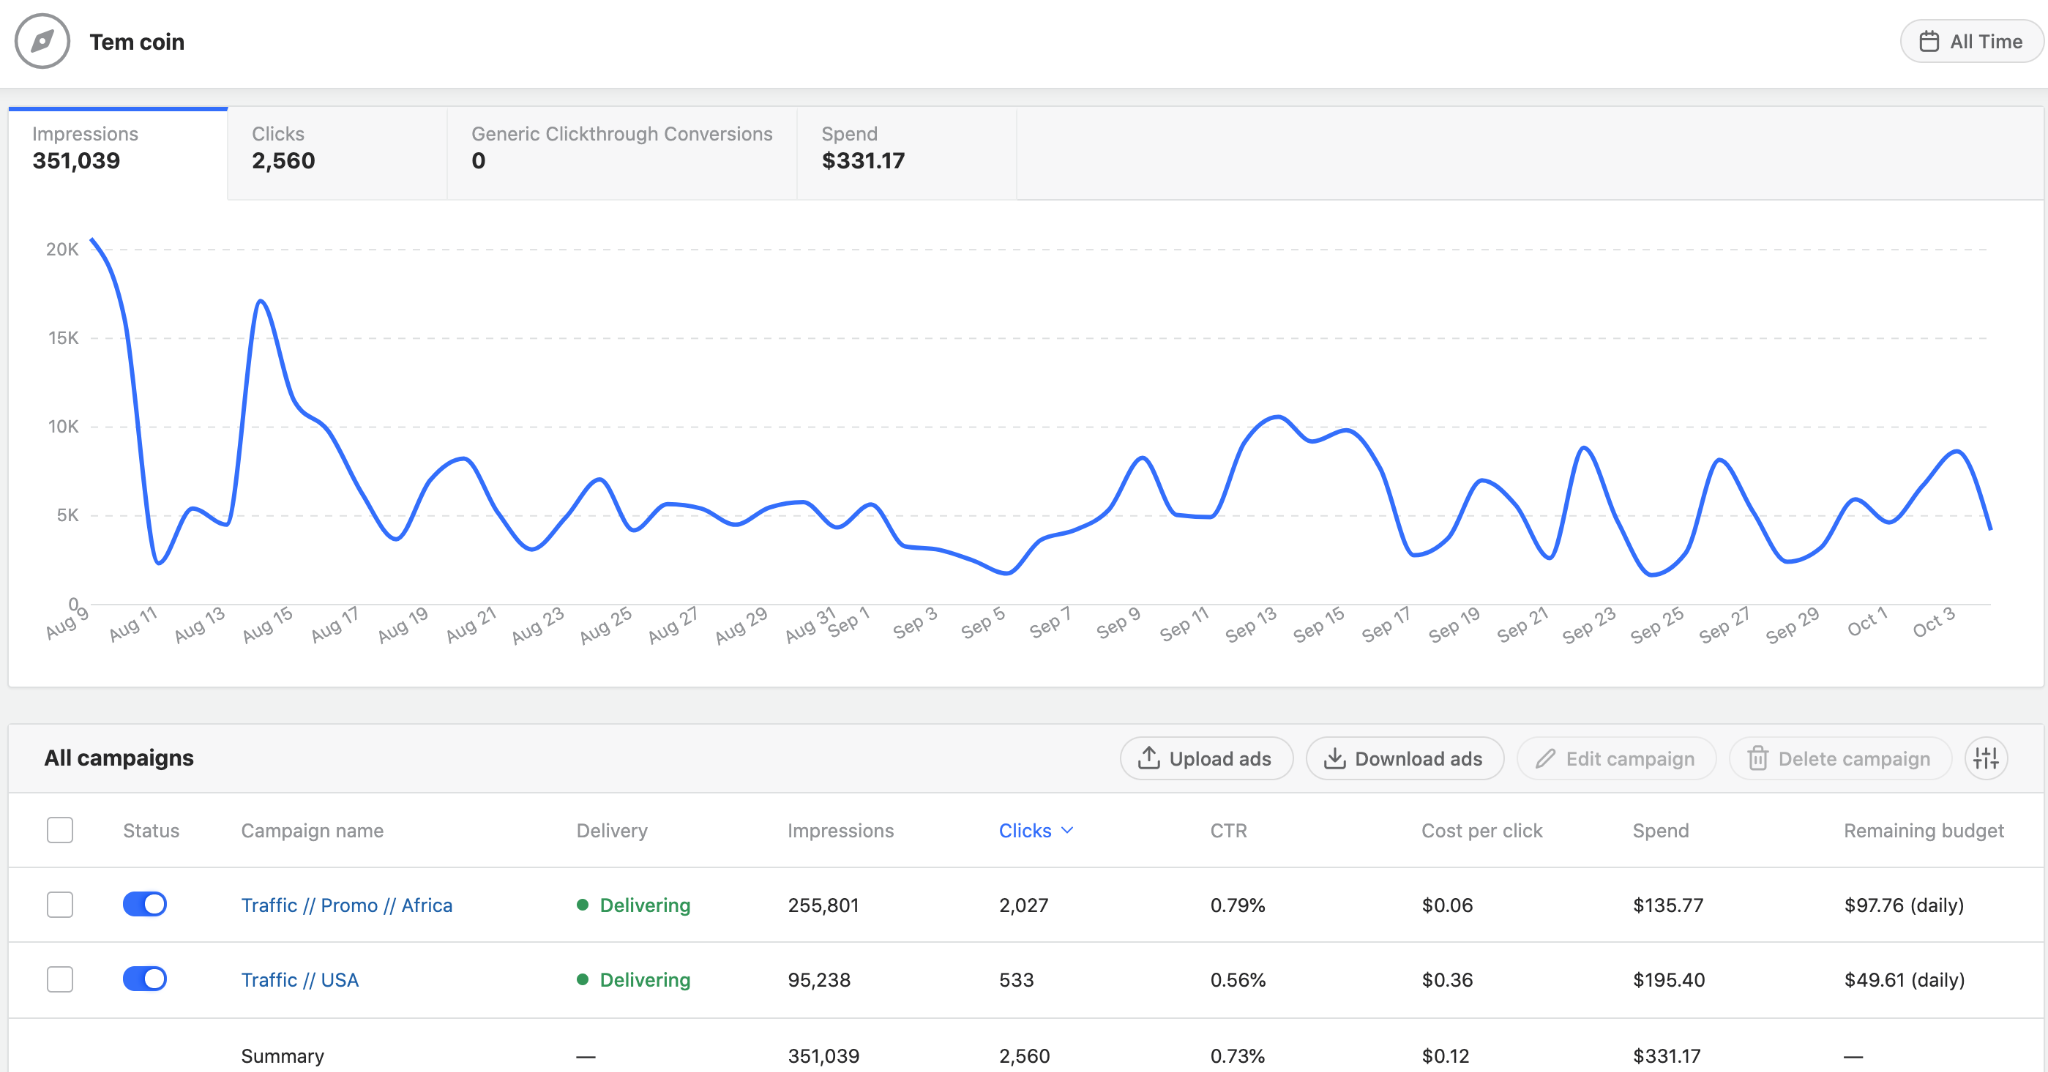 Tem coin
All Time
Impressions
351,039
Clicks
2,560
Generic Clickthrough Conversions
0
Spend
$331.17
20K
15K
10K
5K
0
Aug 9 Aug 11 Aug 13 Aug 15 Aug 17 Aug 19 Aug 21 Aug 23 Aug 25 Aug 27 Aug 29 Aug 31 Sep 1 Sep 3 Sep 5 Sep 7 Sep 9 Sep 11 Sep 13 Sep 15 Sep 17 Sep 19 Sep 21 Sep 23 Sep 25 Sep 27 Sep 29 Oct 1 Oct 3
All campaigns Upload ads Download ads Edit campaign Delete campaign
Status Campaign name Delivery Impressions Clicks CTR Cost per click Spend Remaining budget
Traffic // Promo // Africa Delivering 255,801 2,027 0.79% $0.06 $135.77 $97.76 (daily)
Traffic // USA Delivering 95,238 533 0.56% $0.36 $195.40 $49.61 (daily)
Summary — 351,039 2,560 0.73% $0.12 $331.17 —